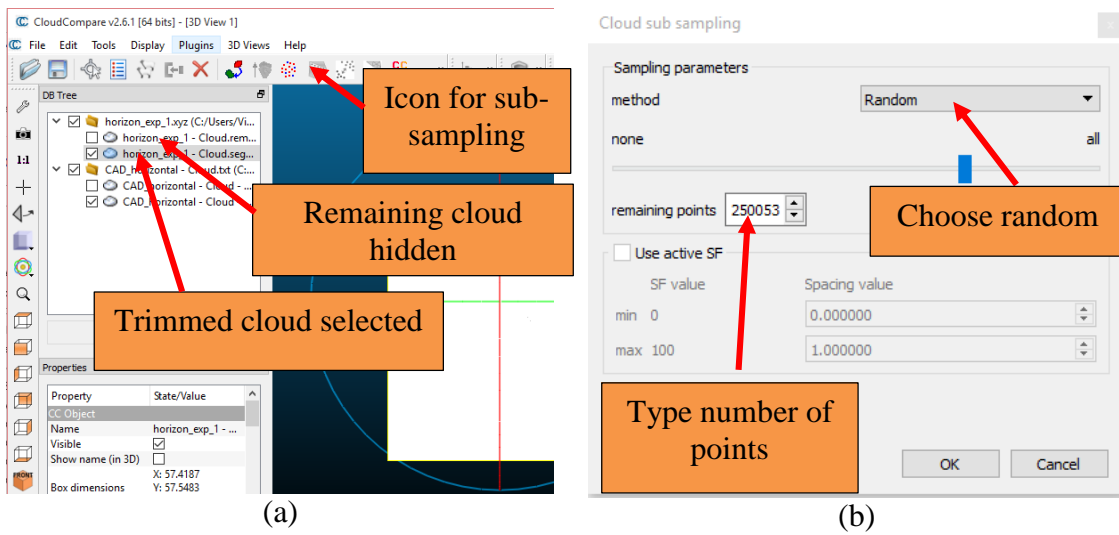 CloudCompare v2.6.1 [64 bits] - [3D View 1]
File Edit Tools Display Plugins 3D Views Help
DB Tree
horizon_exp_1.xyz (C:/Users/Vi...
horizon_exp_1 - Cloud.rem...
horizon_exp_1 - Cloud.seg...
CAD_horizontal - Cloud.txt (C:...
CAD_horizontal - Cloud - ...
CAD_horizontal - Cloud
1:1
Icon for sub-
sampling
Remaining cloud
hidden
Trimmed cloud selected
Properties
Property State/Value
CC Object
Name horizon_exp_1 - ...
Visible
Show name (in 3D)
X: 57.4187
Box dimensions Y: 57.5483
FRONT
(a)
Cloud sub sampling
Sampling parameters
method Random
none all
remaining points 250053
Choose random
Use active SF
SF value Spacing value
min 0 0.000000
max 100 1.000000
Type number of
points
OK Cancel
(b)